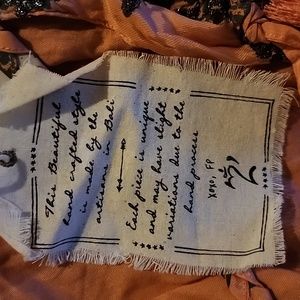 This Beautiful
hand crafted style
is made by the
artisans in Bali
Each piece is unique
and may have slight
variations due to the
hand process